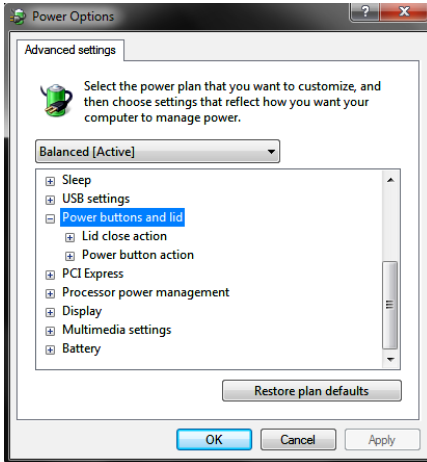 Power Options
?
X
Advanced settings
Select the power plan that you want to customize, and
then choose settings that reflect how you want your
computer to manage power.
Balanced [Active]
Sleep
USB settings
Power buttons and lid
Lid close action
Power button action
PCI Express
Processor power management
Display
Multimedia settings
Battery
Restore plan defaults
OK Cancel Apply